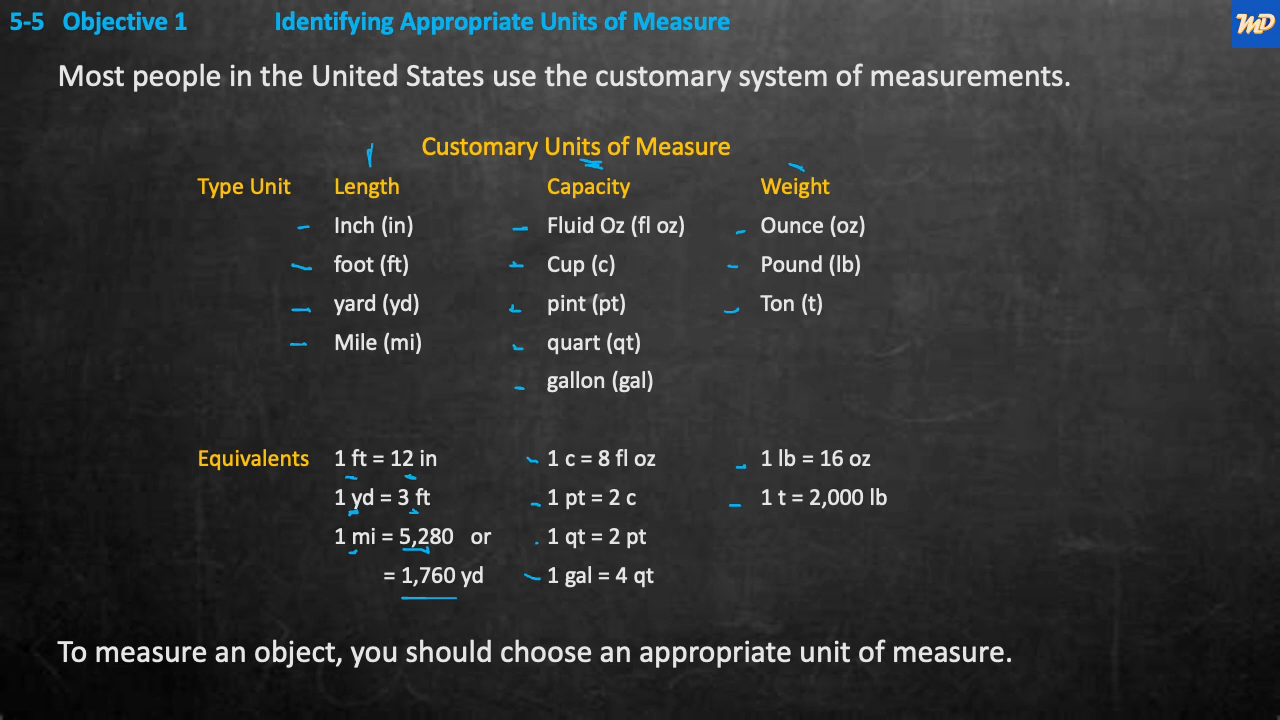 5-5 Objective 1 Identifying Appropriate Units of Measure
MD
Most people in the United States use the customary system of measurements.
Customary Units of Measure
Type Unit Length Capacity Weight
Inch (in) Fluid Oz (fl oz) Ounce (oz)
foot (ft) Cup (c) Pound (lb)
yard (yd) pint (pt) Ton (t)
Mile (mi) quart (qt)
gallon (gal)
Equivalents 1 ft = 12 in 1 c = 8 fl oz 1 lb = 16 oz
1 yd = 3 ft 1 pt = 2 c 1 t = 2,000 lb
1 mi = 5,280 or 1 qt = 2 pt
= 1,760 yd 1 gal = 4 qt
To measure an object, you should choose an appropriate unit of measure.